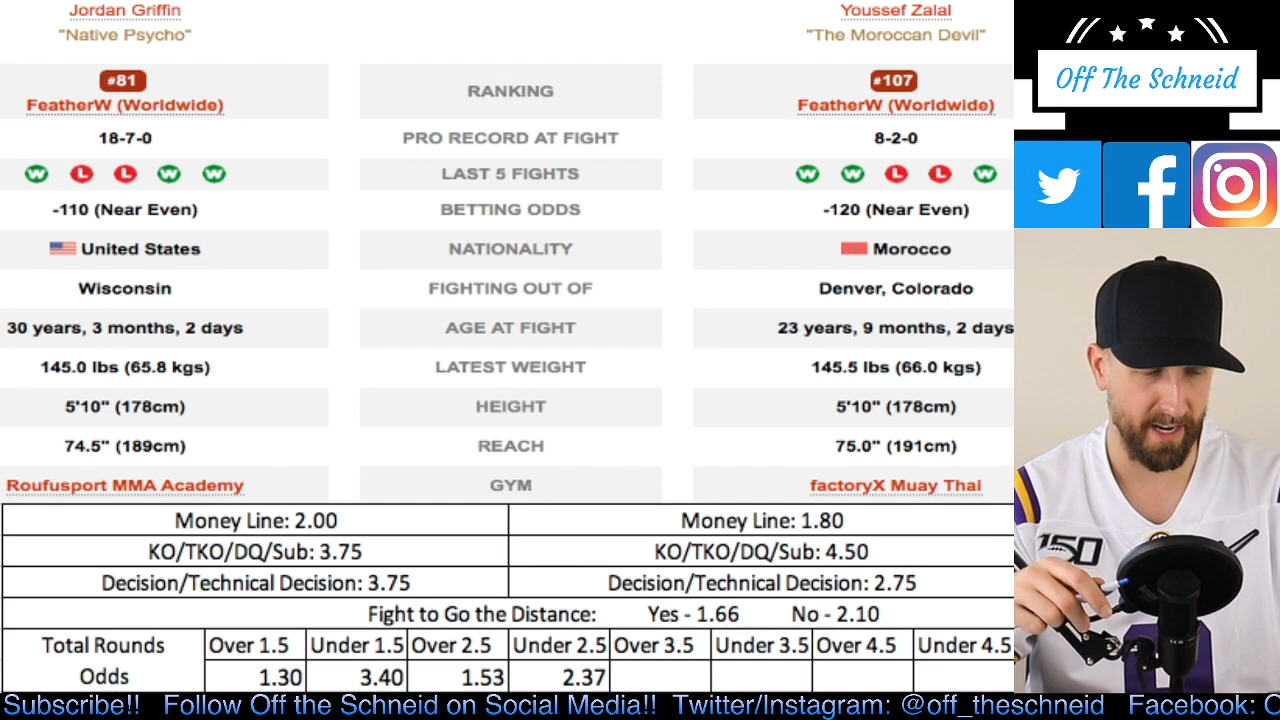 Jordan Griffin
"Native Psycho"
Youssef Zalal
"The Moroccan Devil"
#81
FeatherW (Worldwide)
RANKING
#107
FeatherW (Worldwide)
18-7-0
PRO RECORD AT FIGHT
8-2-0
W L L W W
LAST 5 FIGHTS
W W L L W
-110 (Near Even)
BETTING ODDS
-120 (Near Even)
United States
NATIONALITY
Morocco
Wisconsin
FIGHTING OUT OF
Denver, Colorado
30 years, 3 months, 2 days
AGE AT FIGHT
23 years, 9 months, 2 days
145.0 lbs (65.8 kgs)
LATEST WEIGHT
145.5 lbs (66.0 kgs)
5'10" (178cm)
HEIGHT
5'10" (178cm)
74.5" (189cm)
REACH
75.0" (191cm)
Roufusport MMA Academy
GYM
factoryX Muay Thai
Money Line: 2.00
Money Line: 1.80
KO/TKO/DQ/Sub: 3.75
KO/TKO/DQ/Sub: 4.50
Decision/Technical Decision: 3.75
Decision/Technical Decision: 2.75
Fight to Go the Distance: Yes - 1.66 No - 2.10
Total Rounds Over 1.5 Under 1.5 Over 2.5 Under 2.5 Over 3.5 Under 3.5 Over 4.5 Under 4.5
Odds 1.30 3.40 1.53 2.37
Off The Schneid
150
Subscribe!! Follow Off the Schneid on Social Media!! Twitter/Instagram: @off_theschneid Facebook: